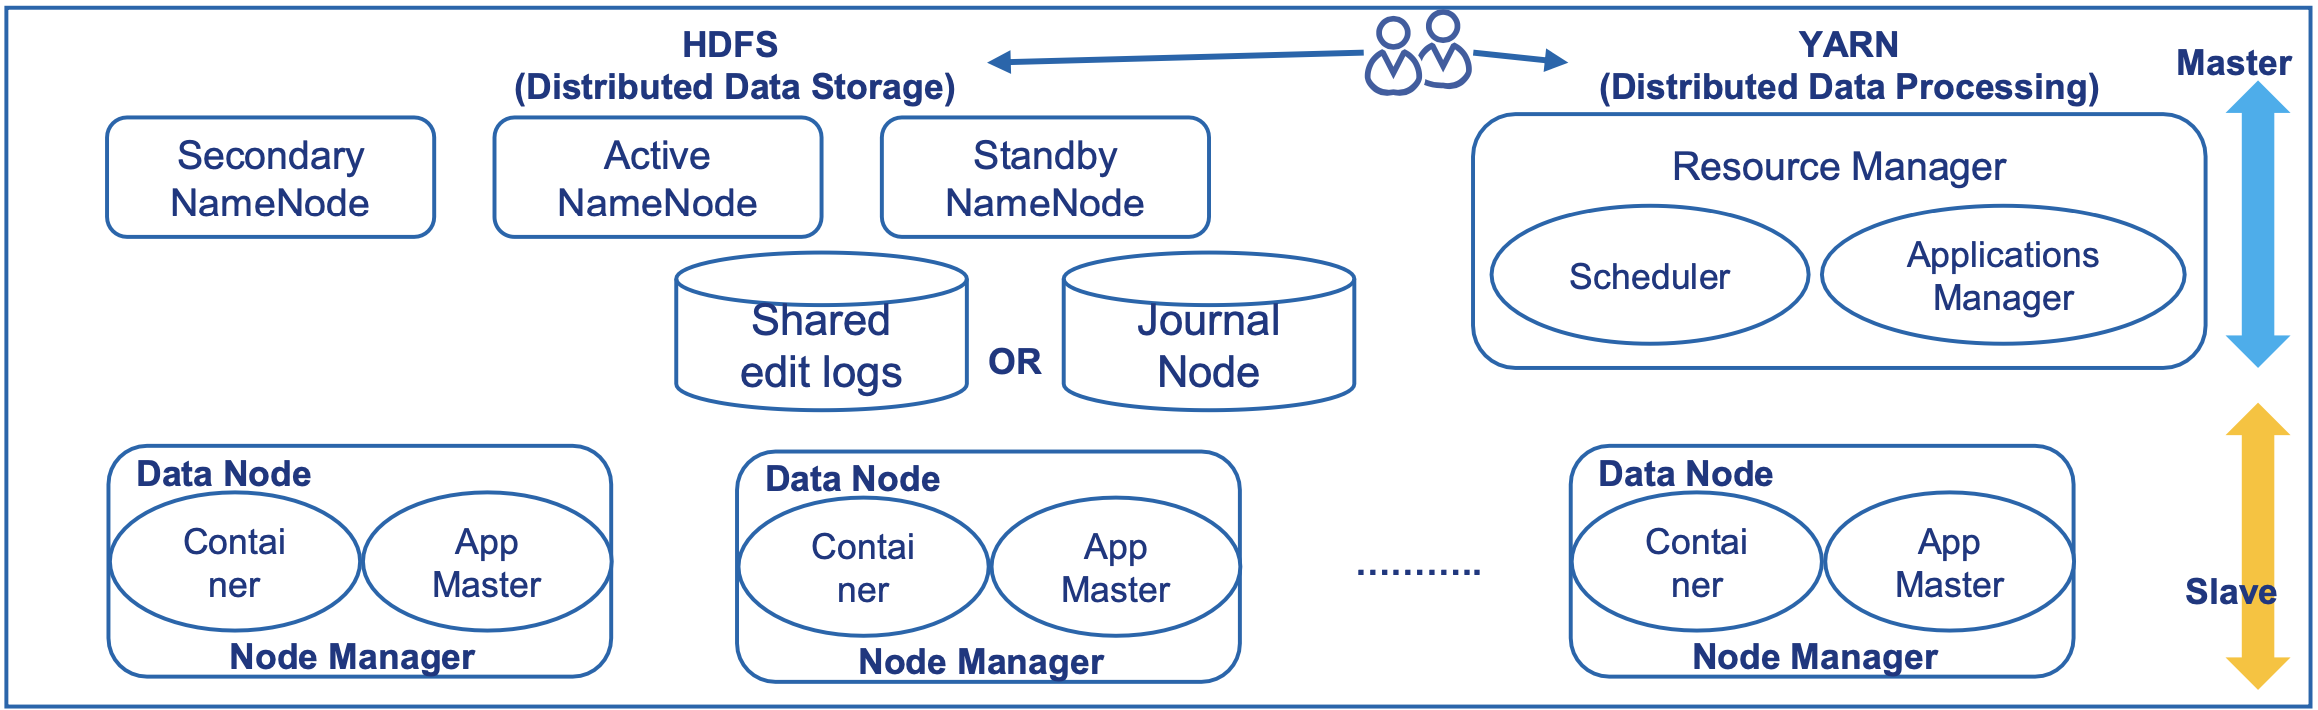 HDFS
(Distributed Data Storage)
YARN
(Distributed Data Processing)
Master
Secondary
NameNode
Active
NameNode
Standby
NameNode
Resource Manager
Scheduler
Applications
Manager
Shared
edit logs
OR
Journal
Node
Data Node
Contai
ner
App
Master
Node Manager
Data Node
Contai
ner
App
Master
Node Manager
...........
Data Node
Contai
ner
App
Master
Node Manager
Slave